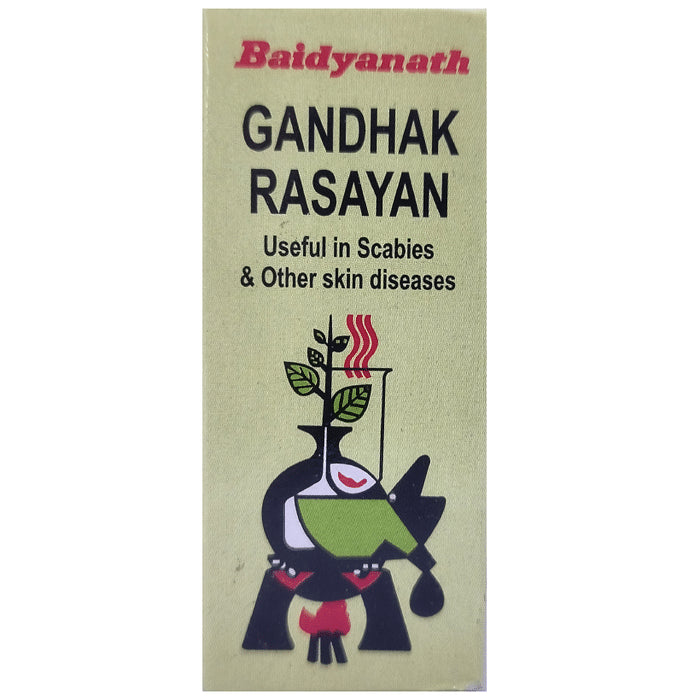 Baidyanath
GANDHAK
RASAYAN
Useful in Scabies
& Other skin diseases